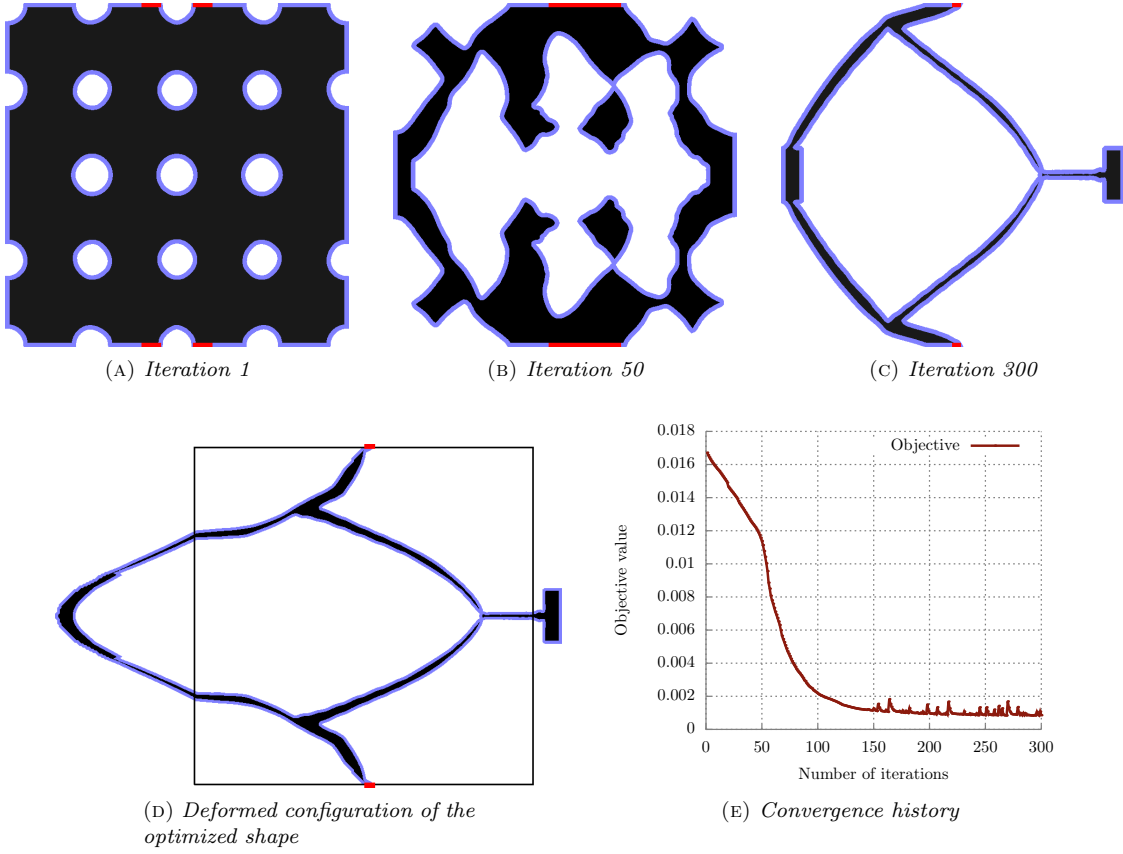 (A) Iteration 1
(B) Iteration 50
(C) Iteration 300
(D) Deformed configuration of the
optimized shape
0.018
0.016
0.014
0.012
0.01
0.008
0.006
0.004
0.002
0
Objective value
Objective
0 50 100 150 200 250 300
Number of iterations
(E) Convergence history